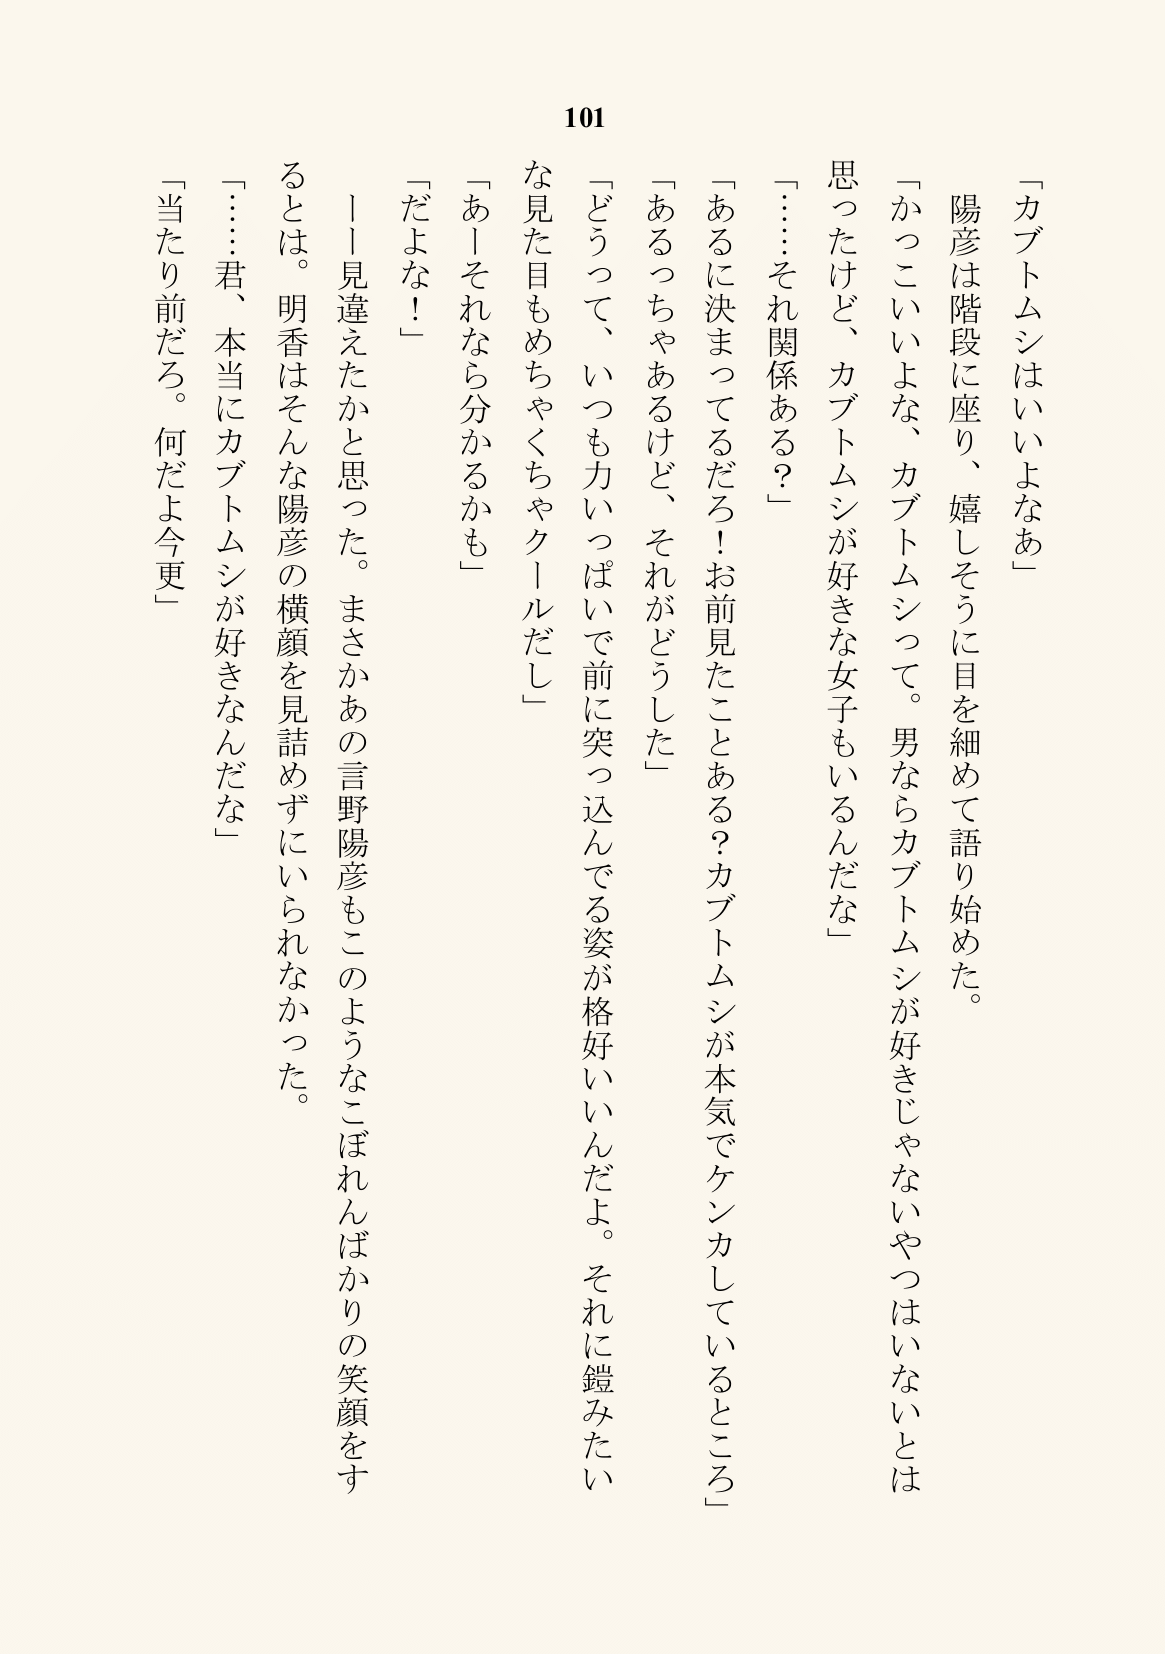 101
「カブトムシはいいよなあ」
　陽彦は階段に座り、嬉しそうに目を細めて語り始めた。
「かっこいいよな、カブトムシって。男ならカブトムシが好きじゃないやつはいないとは
思ったけど、カブトムシが好きな女子もいるんだな」
「……それ関係ある？」
「あるに決まってるだろ！お前見たことある？カブトムシが本気でケンカしているところ」
「あるっちゃあるけど、それがどうした」
「どうって、いつも力いっぱいで前に突っ込んでる姿が格好いいんだよ。それに鎧みたい
な見た目もめちゃくちゃクールだし」
「あーそれなら分かるかも」
「だよな！」
　ーー見違えたかと思った。まさかあの言野陽彦もこのようなこぼれんばかりの笑顔をす
るとは。明香はそんな陽彦の横顔を見詰めずにいられなかった。
「……君、本当にカブトムシが好きなんだな」
「当たり前だろ。何だよ今更」